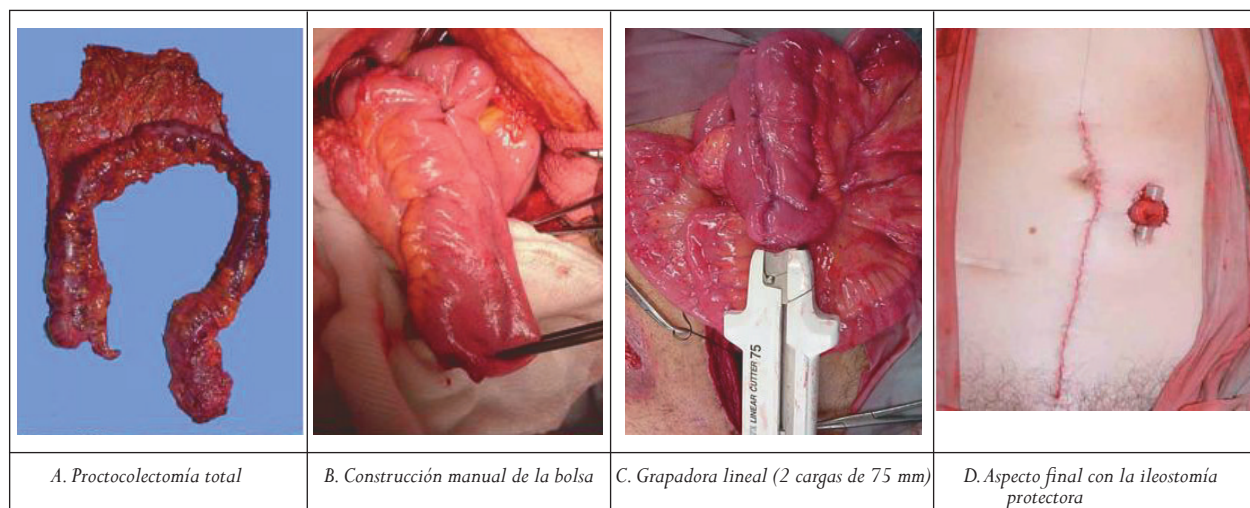 TX LINEAR CUTTER 75
A. Proctocolectomía total
B. Construcción manual de la bolsa
C. Grapadora lineal (2 cargas de 75 mm)
D. Aspecto final con la ileostomía
protectora